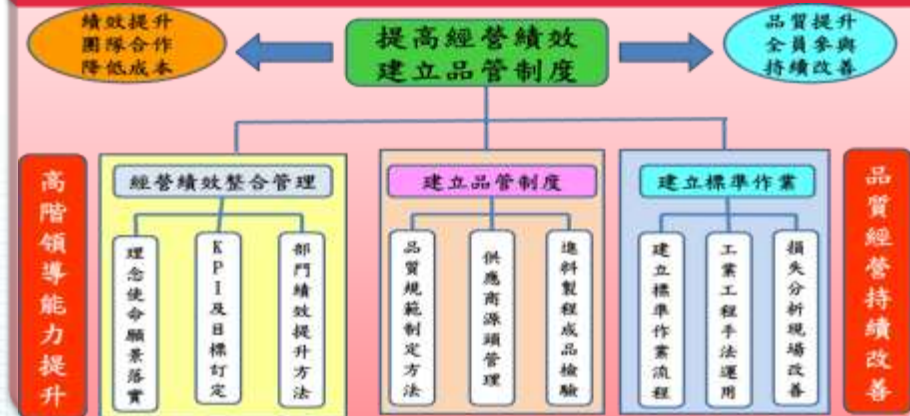 績效提升
團隊合作
降低成本
提高經營績效
建立品管制度
品質提升
全員參與
持續改善
高階領導能力提升
經營績效整合管理
理念使命願景落實
KPI及目標訂定
部門績效提升方法
建立品管制度
品質規範制定方法
供應商源頭管理
進料製程成品檢驗
建立標準作業
建立標準作業流程
工業工程手法運用
損失分析現場改善
品質經營持續改善